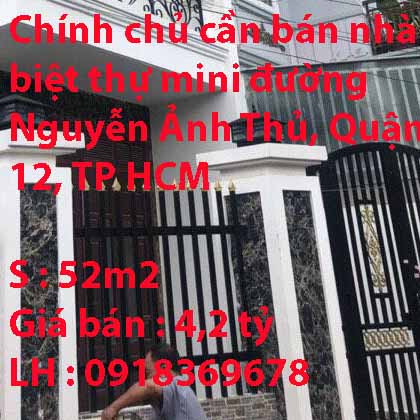 Chính chủ cần bán nhà
biệt thự mini đường
Nguyễn Ảnh Thủ, Quận
12, TP HCM
S : 52m2
Giá bán : 4,2 tỷ
LH : 0918369678